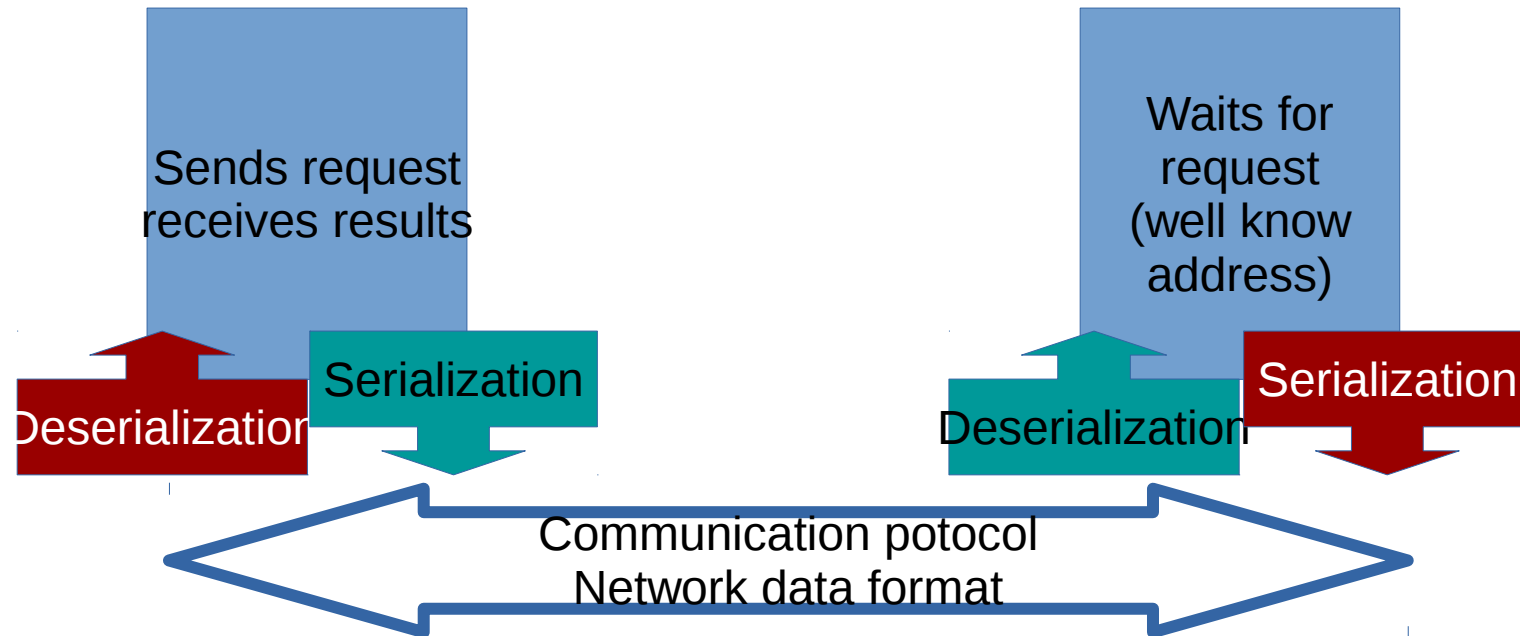 Sends request
receives results
Waits for
request
(well know
address)
Deserialization
Serialization
Deserialization
Serialization
Communication potocol
Network data format